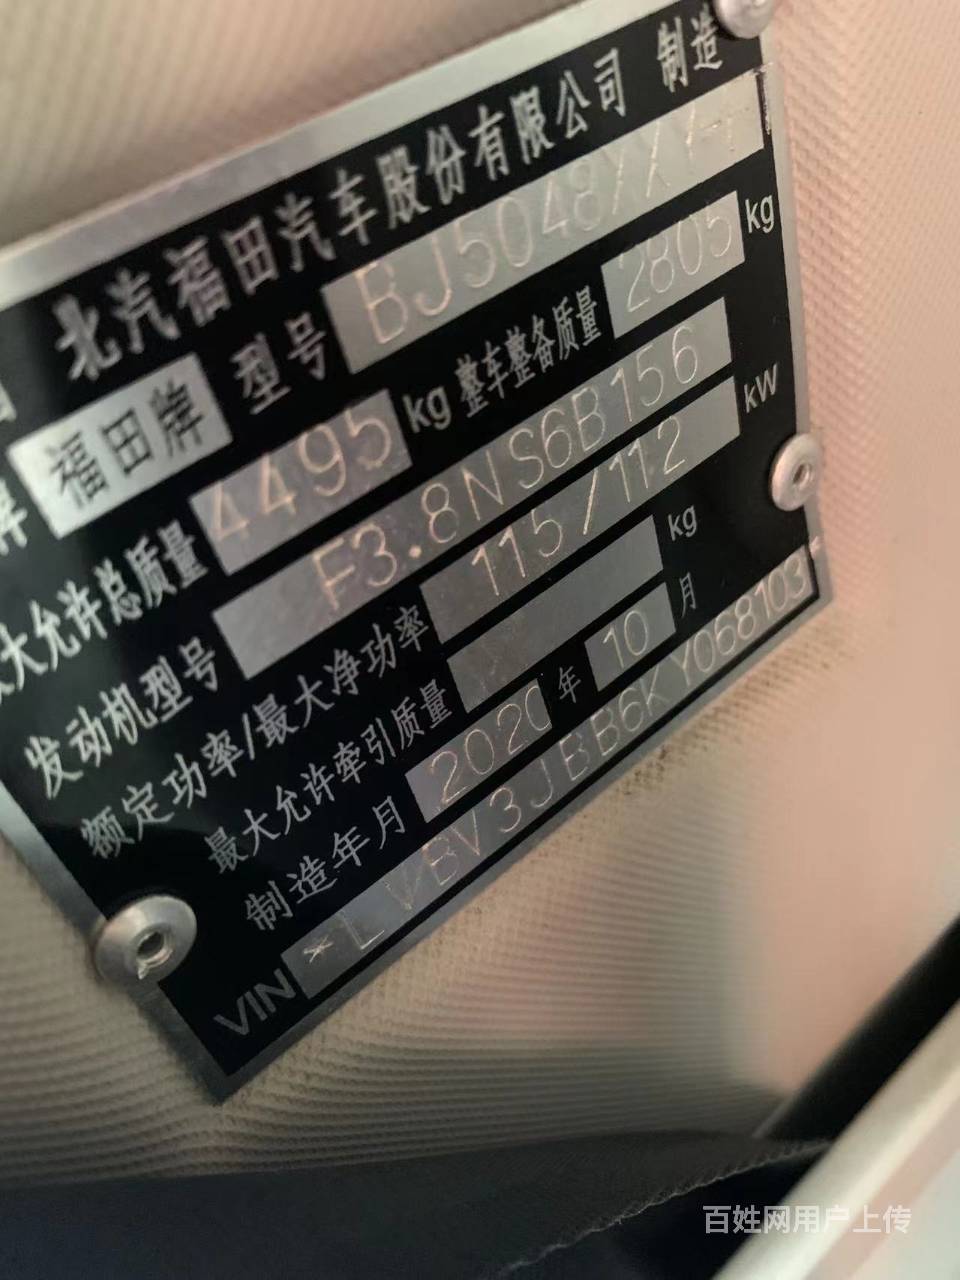 北汽福田汽车股份有限公司 制造
福田牌 型号 BJ5048XXY-
大允许总质量 4495 kg 整车整备质量 2805 kg
发动机型号 F3.8NS6B156
额定功率/最大净功率 115/112 kW
最大允许牵引质量 kg
制造年月 2020 年 10 月
VIN *LVBV3JBB6KY068103
百姓网用户上传